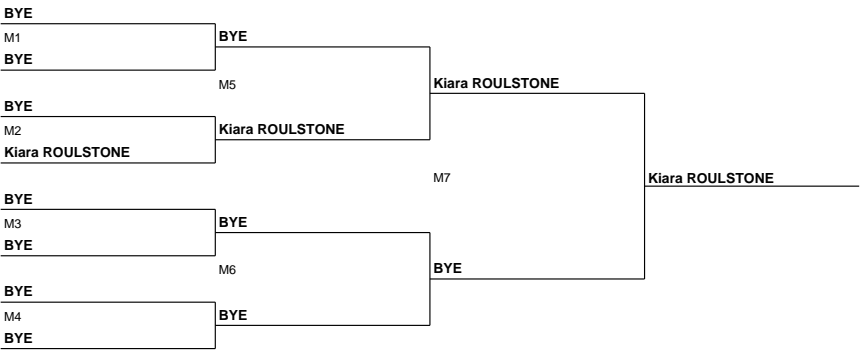 BYE
M1
BYE
BYE
M5
BYE
M2
Kiara ROULSTONE
Kiara ROULSTONE
Kiara ROULSTONE
M7
Kiara ROULSTONE
BYE
M3
BYE
BYE
M6
BYE
BYE
M4
BYE
BYE